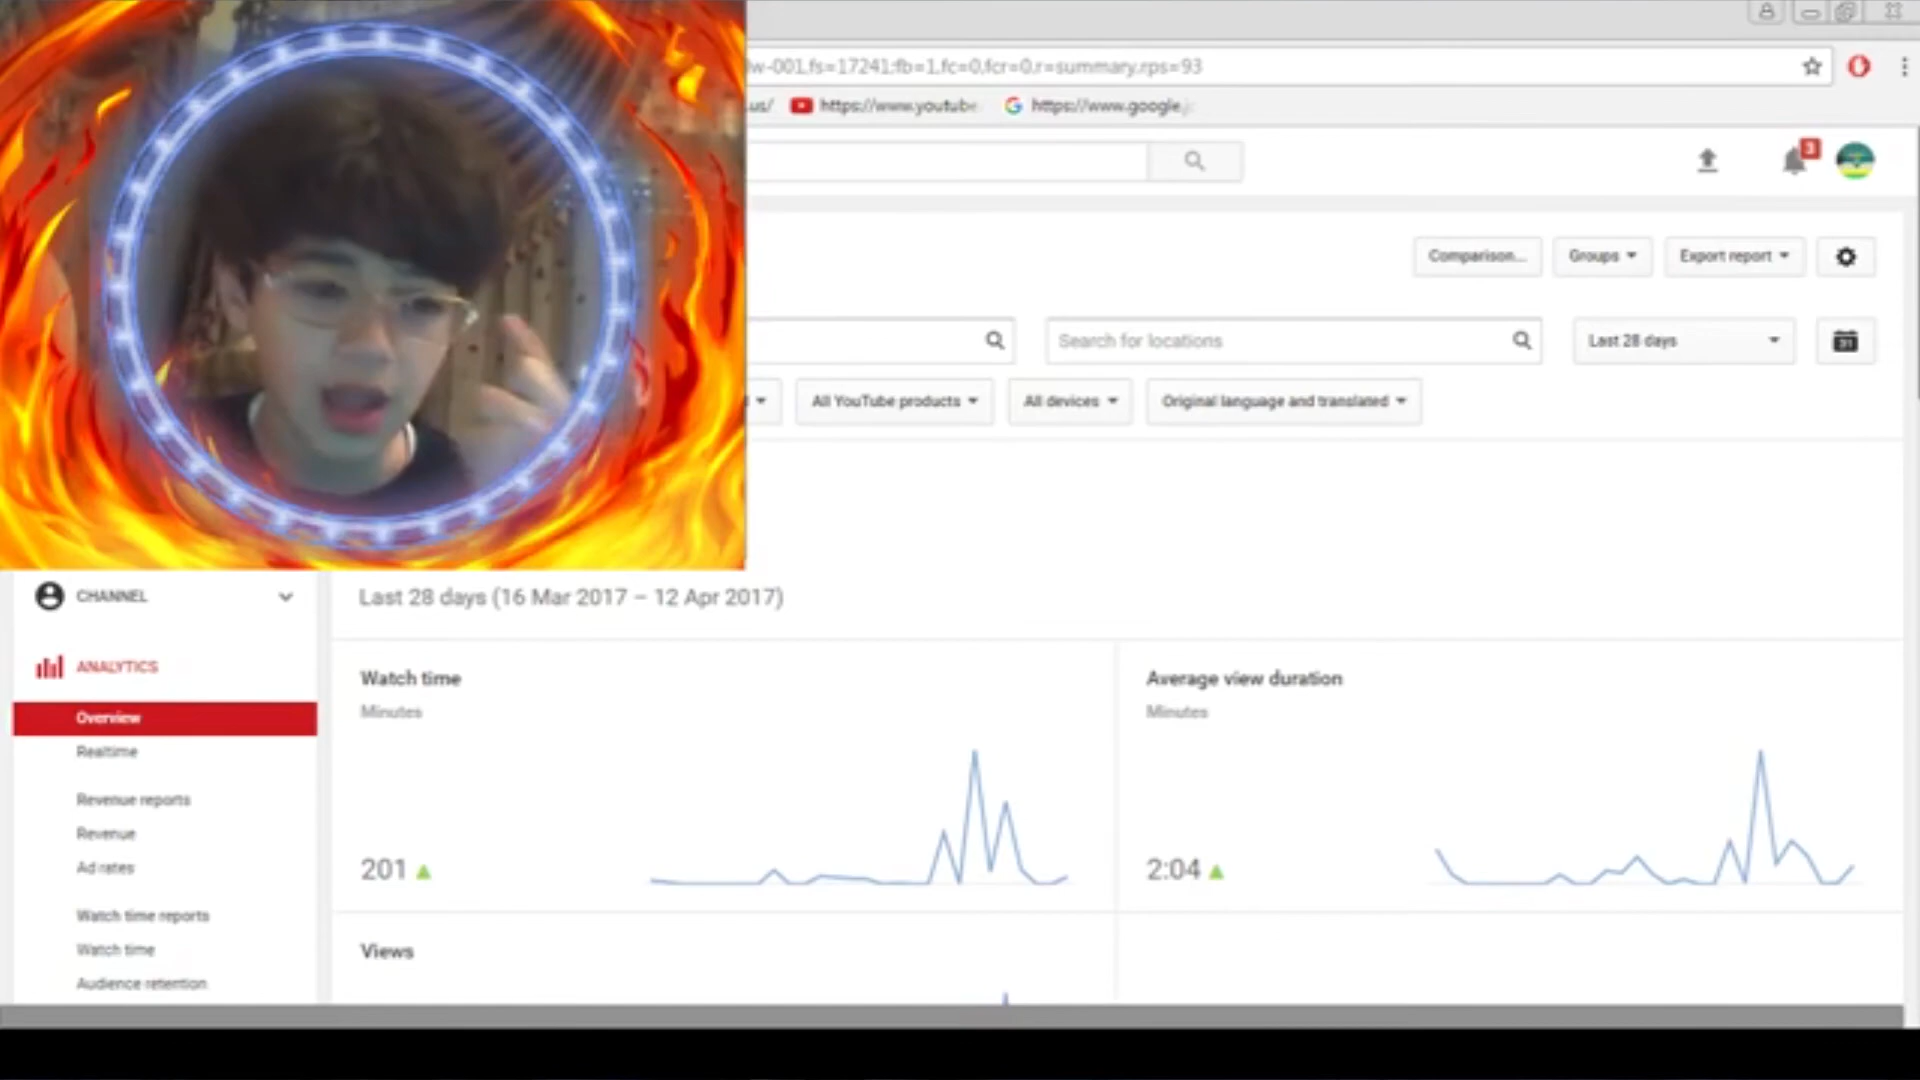 w-001,fs=17241;fb=1,fc=0,fcr=0,r=summary,rps=93
us/ https://www.youtube. https://www.google.
3
Comparison... Groups Export report
Search for locations Last 28 days
31
All YouTube products All devices Original language and translated
CHANNEL
Last 28 days (16 Mar 2017 – 12 Apr 2017)
ANALYTICS
Overview
Realtime
Revenue reports
Revenue
Ad rates
Watch time reports
Watch time
Audience retention
Watch time
Minutes
201
Average view duration
Minutes
2:04
Views